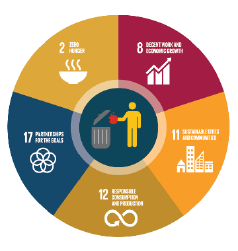 2 ZERO
HUNGER
8 DECENT WORK AND
ECONOMIC GROWTH
17 PARTNERSHIPS
FOR THE GOALS
11 SUSTAINABLE CITIES
AND COMMUNITIES
12 RESPONSIBLE
CONSUMPTION
AND PRODUCTION